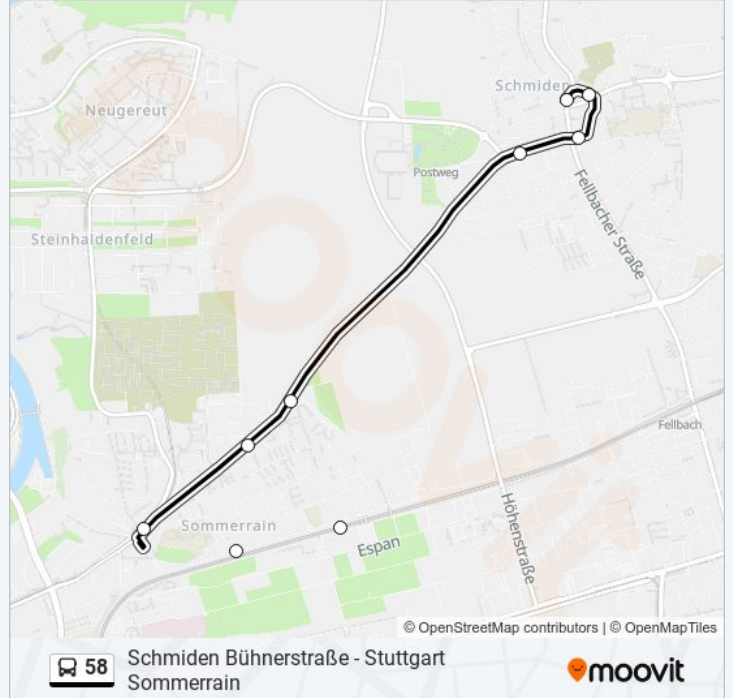 Schmiden
Neugereut
Postweg
Fellbacher Straße
Steinhaldenfeld
Fellbach
Höhenstraße
Sommerrain
Espan
© OpenStreetMap contributors | © OpenMapTiles
58
Schmiden Bühnerstraße - Stuttgart
Sommerrain
moovit